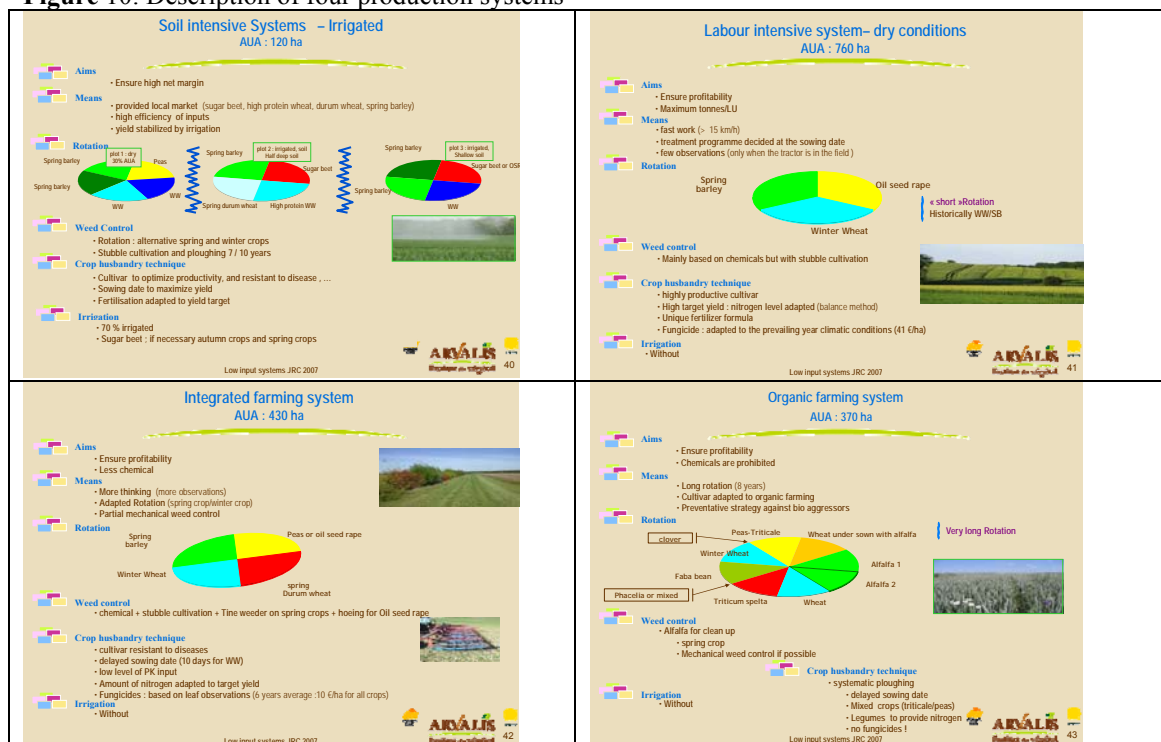 Figure 10: Description of four production systems
Soil intensive Systems – Irrigated
AUA : 120 ha
Aims
• Ensure high net margin
Means
• provided local market (sugar beet, high protein wheat, durum wheat, spring barley)
• high efficiency of inputs
• yield stabilized by irrigation
Rotation
Spring barley
plot 1 : dry
30% AUA
Peas
Spring barley
WW
WW
Spring barley
plot 2 : irrigated, soil
Half deep soil
Sugar beet
Spring durum wheat
High protein WW
Spring barley
plot 3 : irrigated,
Shallow soil
Sugar beet or OSR
Spring barley
WW
Weed Control
• Rotation : alternative spring and winter crops
• Stubble cultivation and ploughing 7 / 10 years
Crop husbandry technique
• Cultivar to optimize productivity, and resistant to disease , ...
• Sowing date to maximize yield
• Fertilisation adapted to yield target
Irrigation
• 70 % irrigated
• Sugar beet ; if necessary autumn crops and spring crops
ARVALIS
Low input systems JRC 2007
40
Labour intensive system– dry conditions
AUA : 760 ha
Aims
• Ensure profitability
• Maximum tonnes/LU
Means
• fast work (> 15 km/h)
• treatment programme decided at the sowing date
• few observations (only when the tractor is in the field )
Rotation
Spring
barley
Oil seed rape
Winter Wheat
« short »Rotation
Historically WW/SB
Weed control
• Mainly based on chemicals but with stubble cultivation
Crop husbandry technique
• highly productive cultivar
• High target yield : nitrogen level adapted (balance method)
• Unique fertilizer formula
• Fungicide : adapted to the prevailing year climatic conditions (41 €/ha)
Irrigation
• Without
ARVALIS
Low input systems JRC 2007
41
Integrated farming system
AUA : 430 ha
Aims
• Ensure profitability
• Less chemical
Means
• More thinking (more observations)
• Adapted Rotation (spring crop/winter crop)
• Partial mechanical weed control
Rotation
Spring
barley
Peas or oil seed rape
Winter Wheat
spring
Durum wheat
Weed control
• chemical + stubble cultivation + Tine weeder on spring crops + hoeing for Oil seed rape
Crop husbandry technique
• cultivar resistant to diseases
• delayed sowing date (10 days for WW)
• low level of PK input
• Amount of nitrogen adapted to target yield
• Fungicides : based on leaf observations (6 years average :10 €/ha for all crops)
Irrigation
• Without
ARVALIS
Low input systems JRC 2007
42
Organic farming system
AUA : 370 ha
Aims
• Ensure profitability
• Chemicals are prohibited
Means
• Long rotation (8 years)
• Cultivar adapted to organic farming
• Preventative strategy against bio aggressors
Rotation
clover
Peas-Triticale
Wheat under sown with alfalfa
Very long Rotation
Winter Wheat
Alfalfa 1
Faba bean
Alfalfa 2
Phacelia or mixed
Triticum spelta
Wheat
Weed control
• Alfalfa for clean up
• spring crop
• Mechanical weed control if possible
Crop husbandry technique
• systematic ploughing
• delayed sowing date
• Mixed crops (triticale/peas)
• Legumes to provide nitrogen
• no fungicides !
Irrigation
• Without
ARVALIS
Low input systems JRC 2007
43